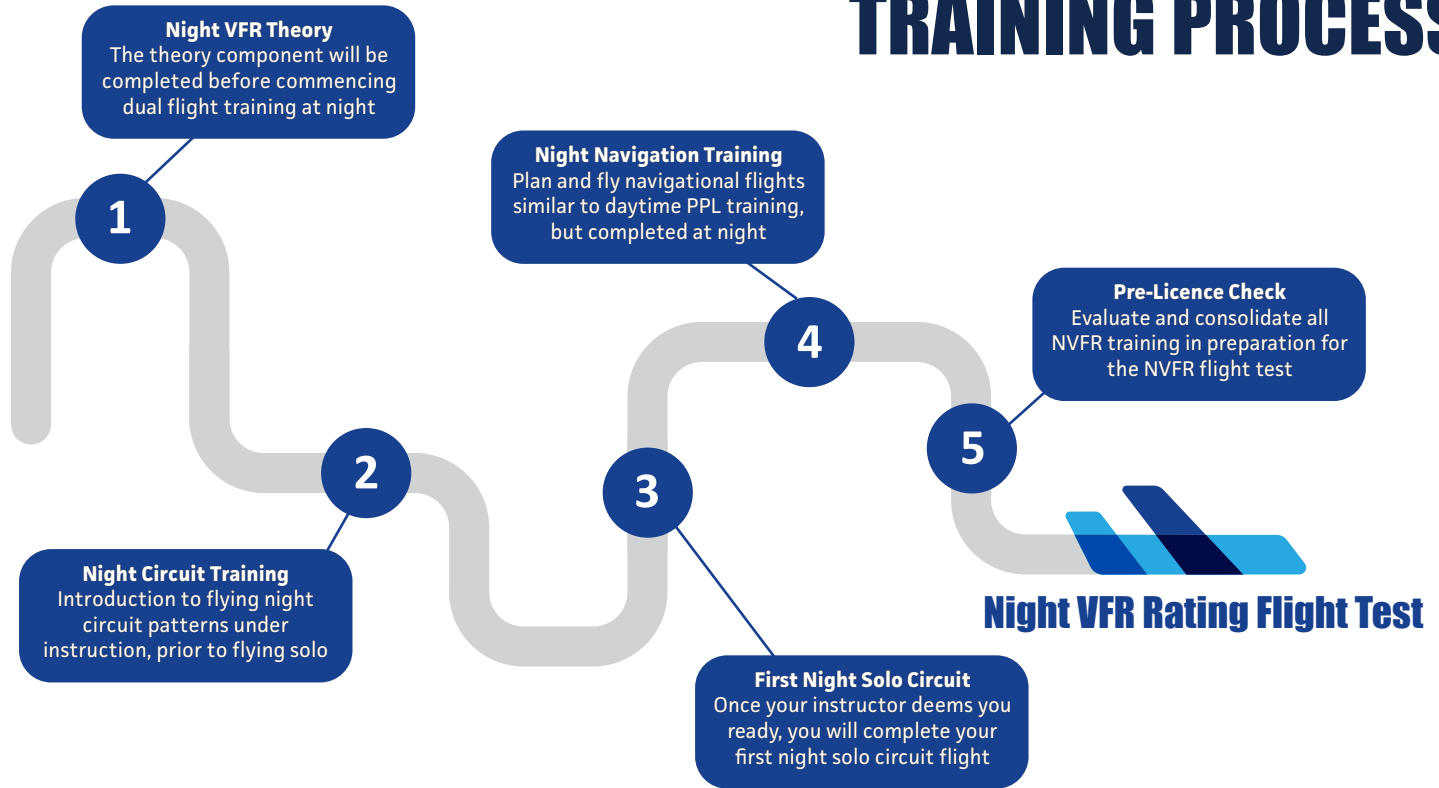 TRAINING PROCESS
Night VFR Theory
The theory component will be
completed before commencing
dual flight training at night
1
Night Circuit Training
Introduction to flying night
circuit patterns under
instruction, prior to flying solo
2
First Night Solo Circuit
Once your instructor deems you
ready, you will complete your
first night solo circuit flight
3
Night Navigation Training
Plan and fly navigational flights
similar to daytime PPL training,
but completed at night
4
Pre-Licence Check
Evaluate and consolidate all
NVFR training in preparation for
the NVFR flight test
5
Night VFR Rating Flight Test